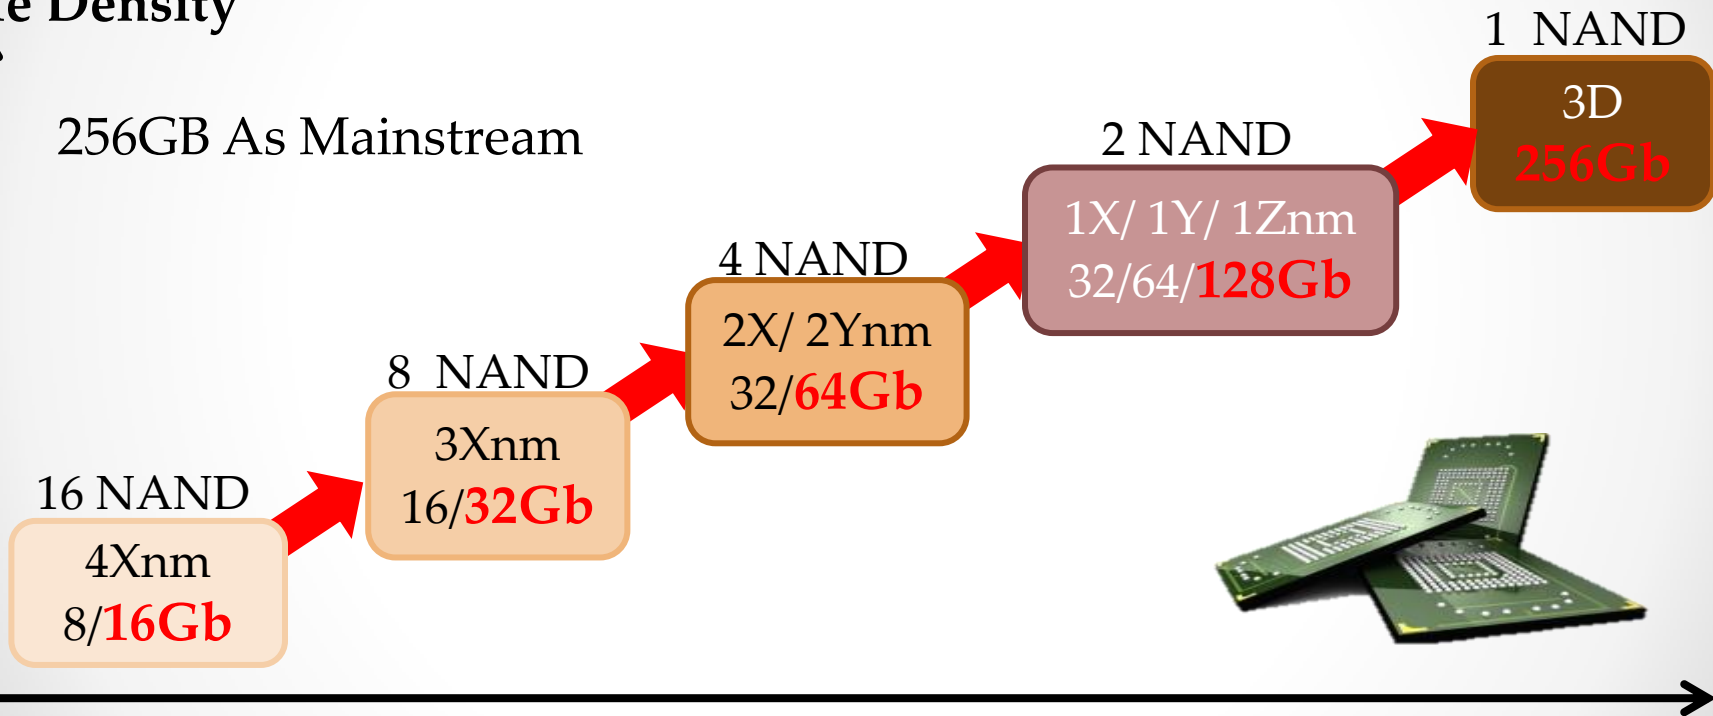 Density
256GB As Mainstream
1 NAND
3D
256Gb
2 NAND
1X/ 1Y/ 1Znm
32/64/128Gb
4 NAND
2X/ 2Ynm
32/64Gb
8 NAND
3Xnm
16/32Gb
16 NAND
4Xnm
8/16Gb